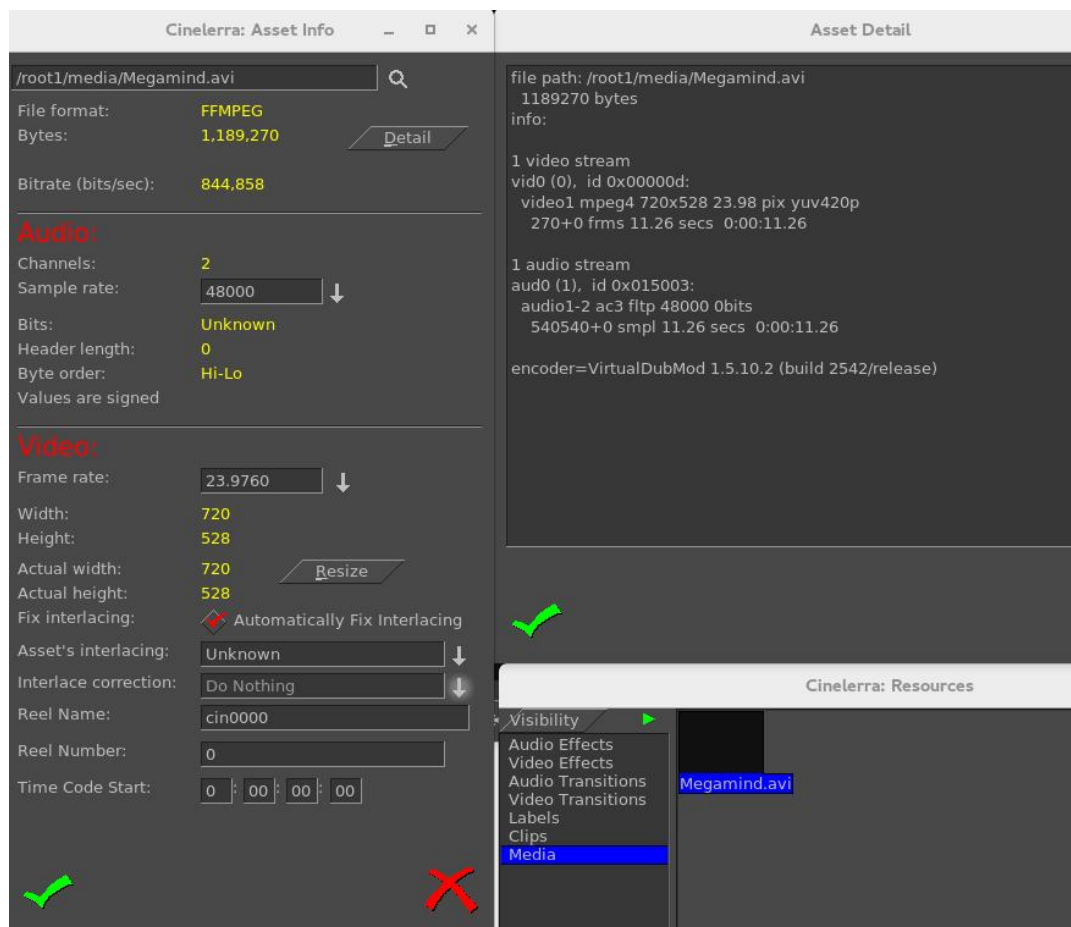 Cinelerra: Asset Info
/root1/media/Megamind.avi
File format: FFMPEG
Bytes: 1,189,270
Detail
Bitrate (bits/sec): 844,858
Audio:
Channels: 2
Sample rate: 48000
Bits: Unknown
Header length: 0
Byte order: Hi-Lo
Values are signed
Video:
Frame rate: 23.9760
Width: 720
Height: 528
Actual width: 720
Resize
Actual height: 528
Fix interlacing: Automatically Fix Interlacing
Asset's interlacing: Unknown
Interlace correction: Do Nothing
Reel Name: cin0000
Reel Number: 0
Time Code Start: 0 : 00 : 00 : 00
Asset Detail
file path: /root1/media/Megamind.avi
1189270 bytes
info:
1 video stream
vid0 (0), id 0x00000d:
video1 mpeg4 720x528 23.98 pix yuv420p
270+0 frms 11.26 secs 0:00:11.26
1 audio stream
aud0 (1), id 0x015003:
audio1-2 ac3 fltp 48000 0bits
540540+0 smpl 11.26 secs 0:00:11.26
encoder=VirtualDubMod 1.5.10.2 (build 2542/release)
Cinelerra: Resources
Visibility
Audio Effects
Video Effects
Audio Transitions
Video Transitions
Labels
Clips
Media
Megamind.avi